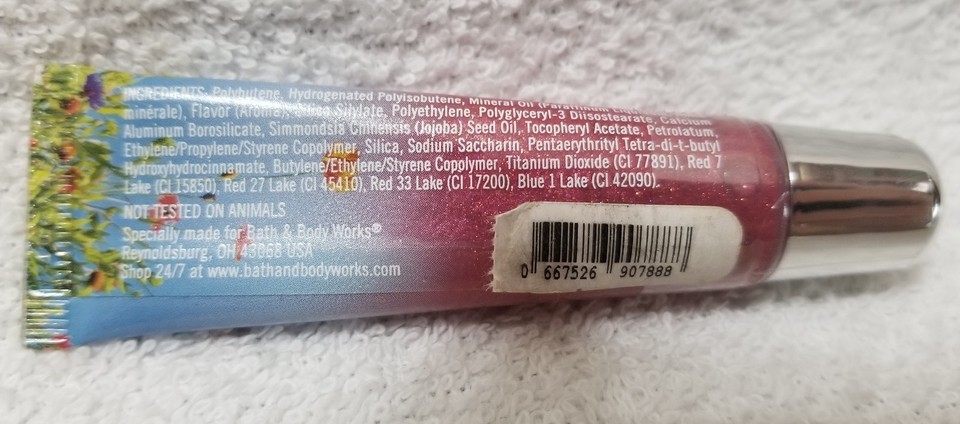 INGREDIENTS: Polybutene, Hydrogenated Polyisobutene, Mineral Oil (Paraffinum
minérale), Flavor (Aroma), Silica Silylate, Polyethylene, Polyglyceryl-3 Diisostearate, Calcium
Aluminum Borosilicate, Simmondsia Chinensis (Jojoba) Seed Oil, Tocopheryl Acetate, Petrolatum,
Ethylene/Propylene/Styrene Copolymer, Silica, Sodium Saccharin, Pentaerythrityl Tetra-di-t-butyl
Hydroxyhydrocinnamate, Butylene/Ethylene/Styrene Copolymer, Titanium Dioxide (CI 77891), Red 7
Lake (CI 15850), Red 27 Lake (CI 45410), Red 33 Lake (CI 17200), Blue 1 Lake (CI 42090).
NOT TESTED ON ANIMALS
Specially made for Bath & Body Works®
Reynoldsburg, OH 43068 USA
Shop 24/7 at www.bathandbodyworks.com
0 667526 907888